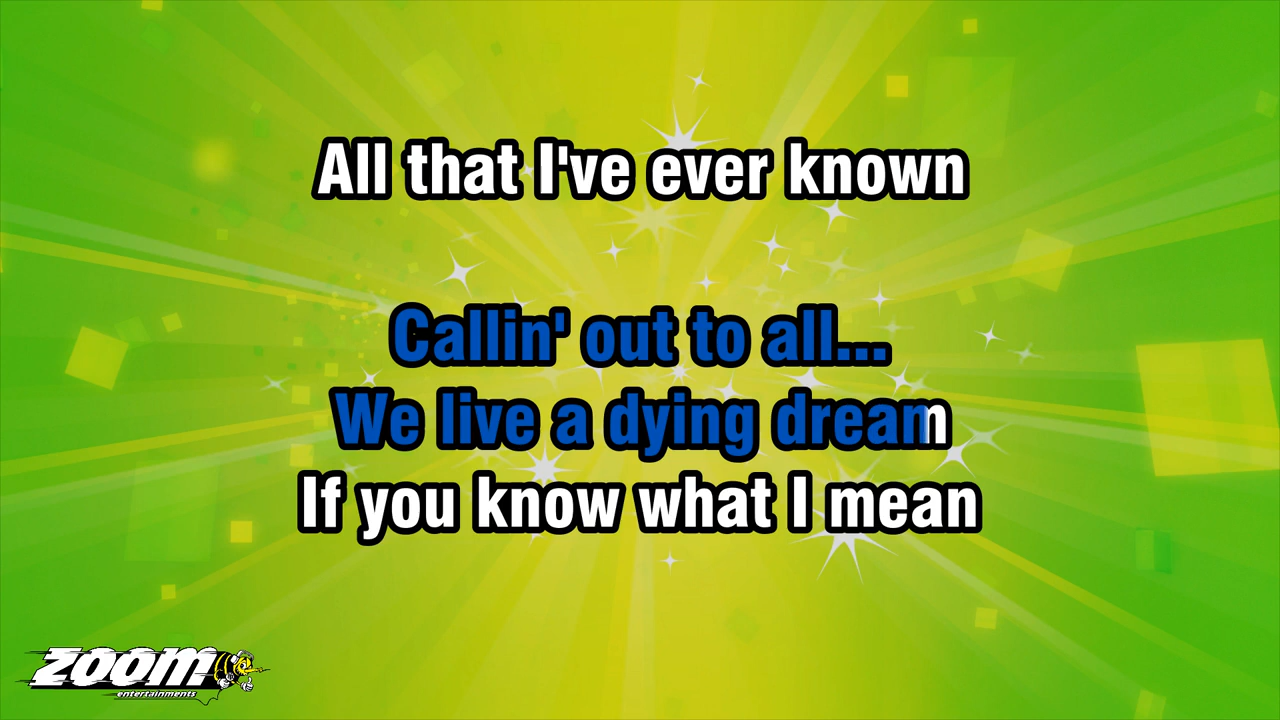 All that I've ever known
Callin' out to all...
We live a dying dream
If you know what I mean
ZOOM
entertainments